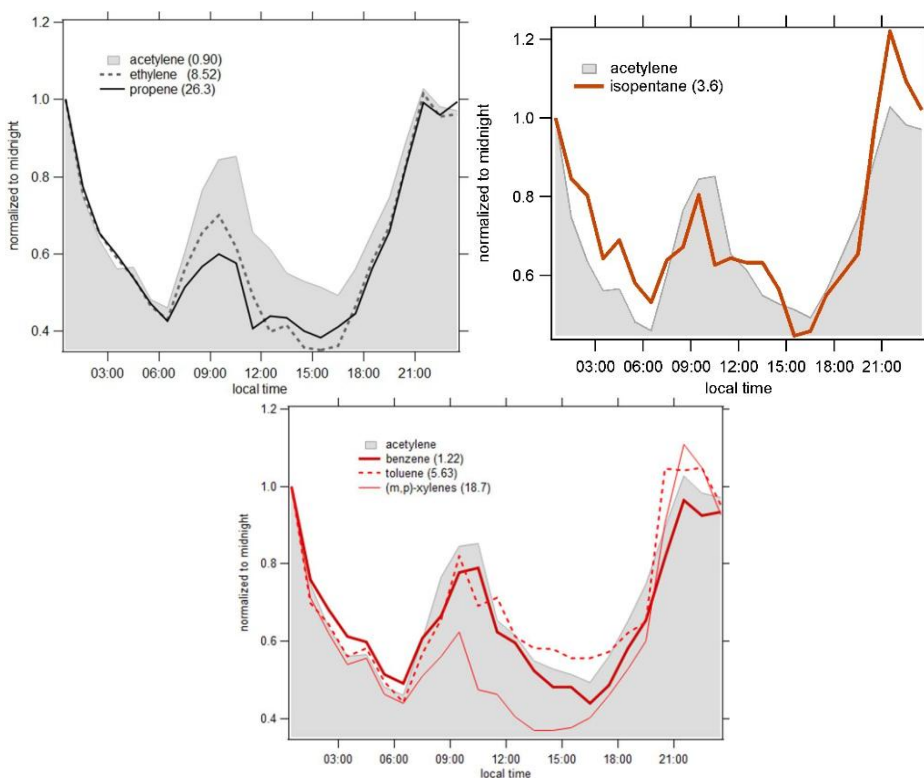 1.2
1.0
0.8
0.6
0.4
normalized to midnight
acetylene (0.90)
ethylene (8.52)
propene (26.3)
03:00 06:00 09:00 12:00 15:00 18:00 21:00
local time
1.2
1.0
0.8
0.6
normalized to midnight
acetylene
isopentane (3.6)
03:00 06:00 09:00 12:00 15:00 18:00 21:00
local time
1.2
1.0
0.8
0.6
0.4
normalized to midnight
acetylene
benzene (1.22)
toluene (5.63)
(m,p)-xylenes (18.7)
03:00 06:00 09:00 12:00 15:00 18:00 21:00
local time